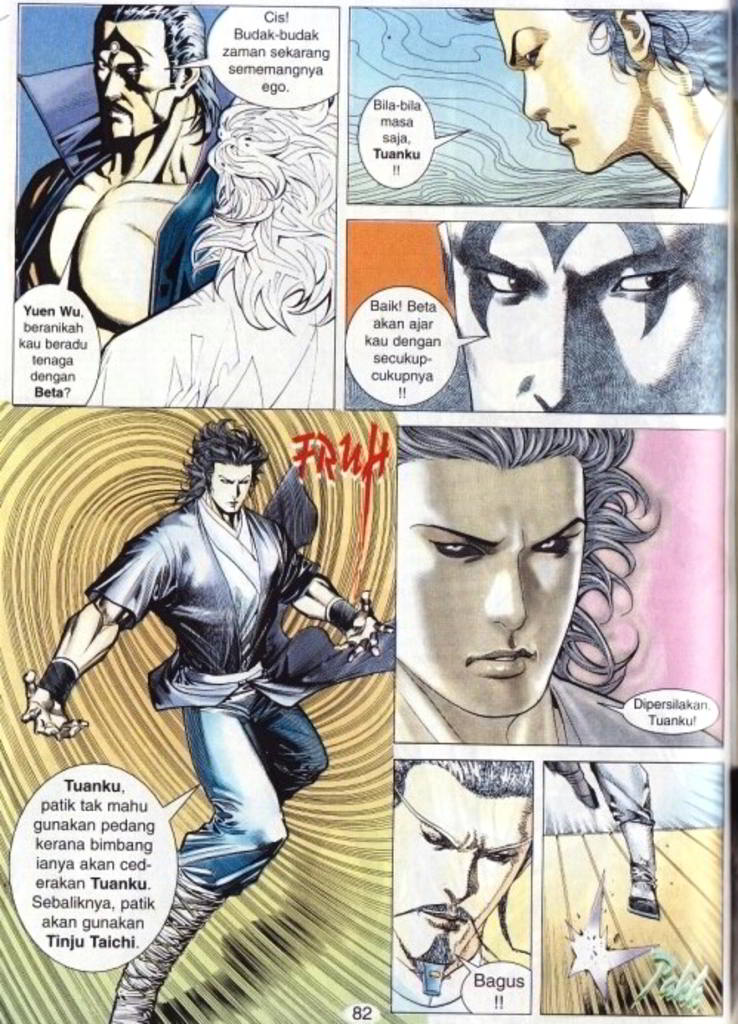 Cis!
Budak-budak
zaman sekarang
sememangnya
ego.
Yuen Wu,
beranikah
kau beradu
tenaga
dengan
Beta?
Bila-bila
masa
saja,
Tuanku
!!
Baik! Beta
akan ajar
kau dengan
secukup-
cukupnya
!!
FRUH
Tuanku,
patik tak mahu
gunakan pedang
kerana bimbang
ianya akan ced-
erakan Tuanku.
Sebaliknya, patik
akan gunakan
Tinju Taichi.
Dipersilakan,
Tuanku!
Bagus
!!
82